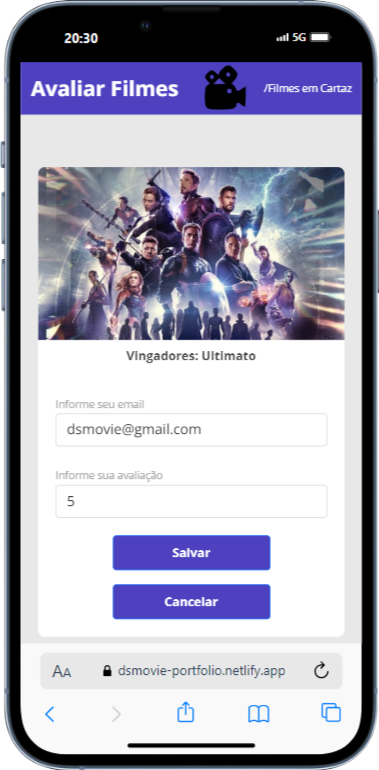 20:30
5G
Avaliar Filmes
/Filmes em Cartaz
Vingadores: Ultimato
Informe seu email
dsmovie@gmail.com
Informe sua avaliação
5
Salvar
Cancelar
AA
dsmovie-portfolio.netlify.app